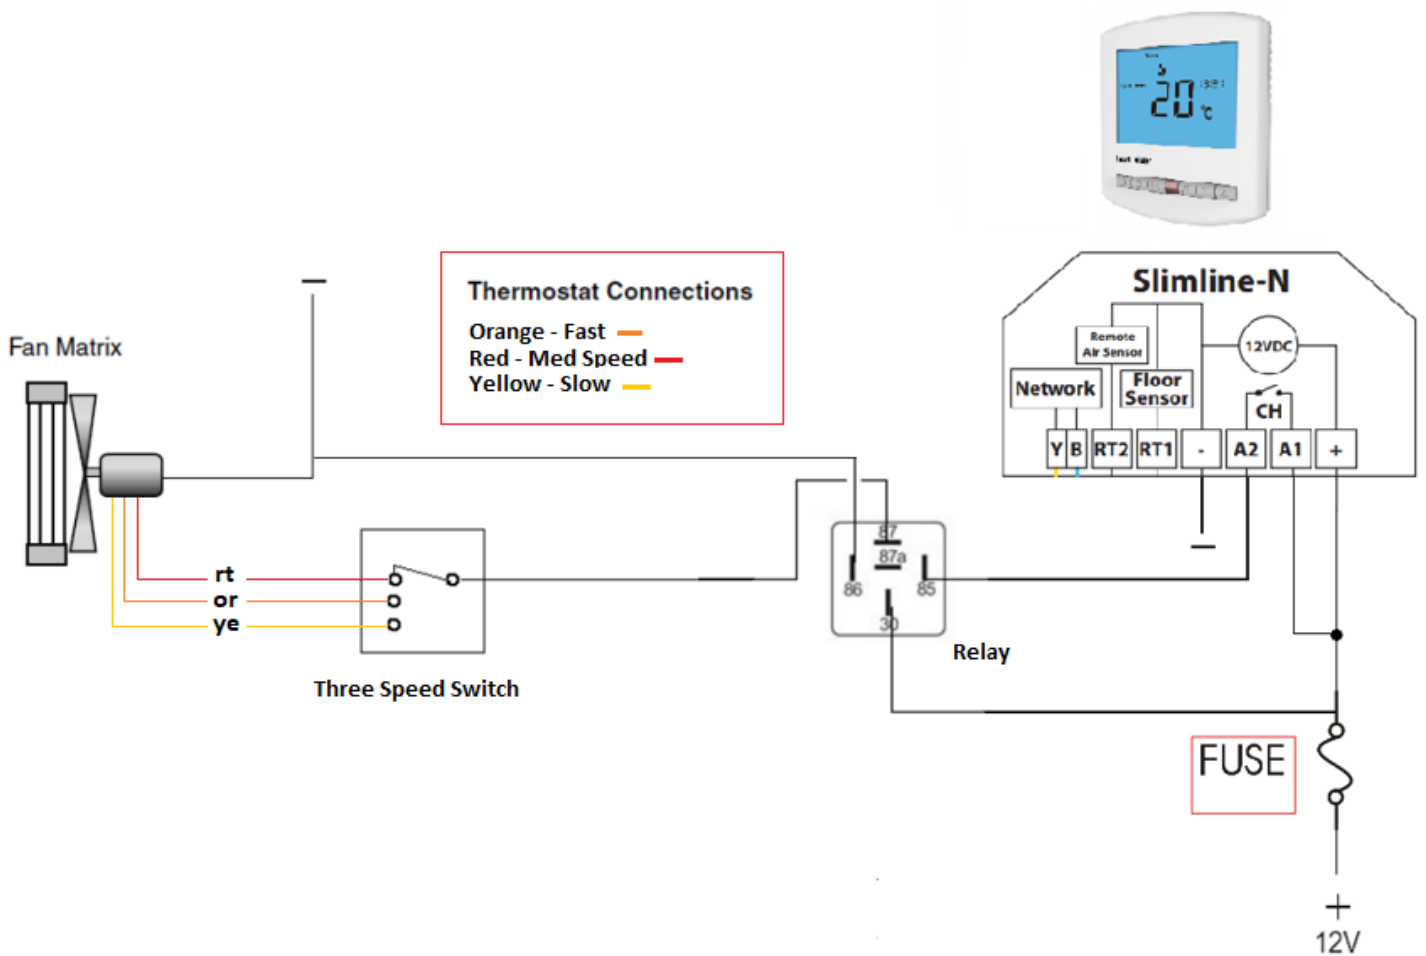 20
°C
Slimline-N
Remote
Air Sensor
12VDC
Network
Floor
Sensor
CH
Y B RT2 RT1 - A2 A1 +
Thermostat Connections
Orange - Fast
Red - Med Speed
Yellow - Slow
Fan Matrix
87
87a
86
85
30
rt
or
ye
Relay
Three Speed Switch
FUSE
+
12V